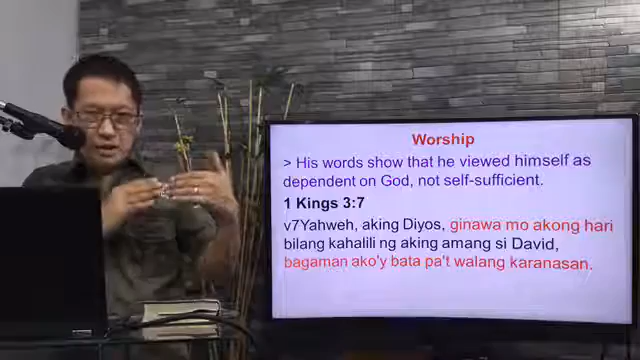 Worship
> His words show that he viewed himself as
dependent on God, not self-sufficient.
1 Kings 3:7
v7Yahweh, aking Diyos, ginawa mo akong hari
bilang kahalili ng aking amang si David,
bagaman ako'y bata pa't walang karanasan.